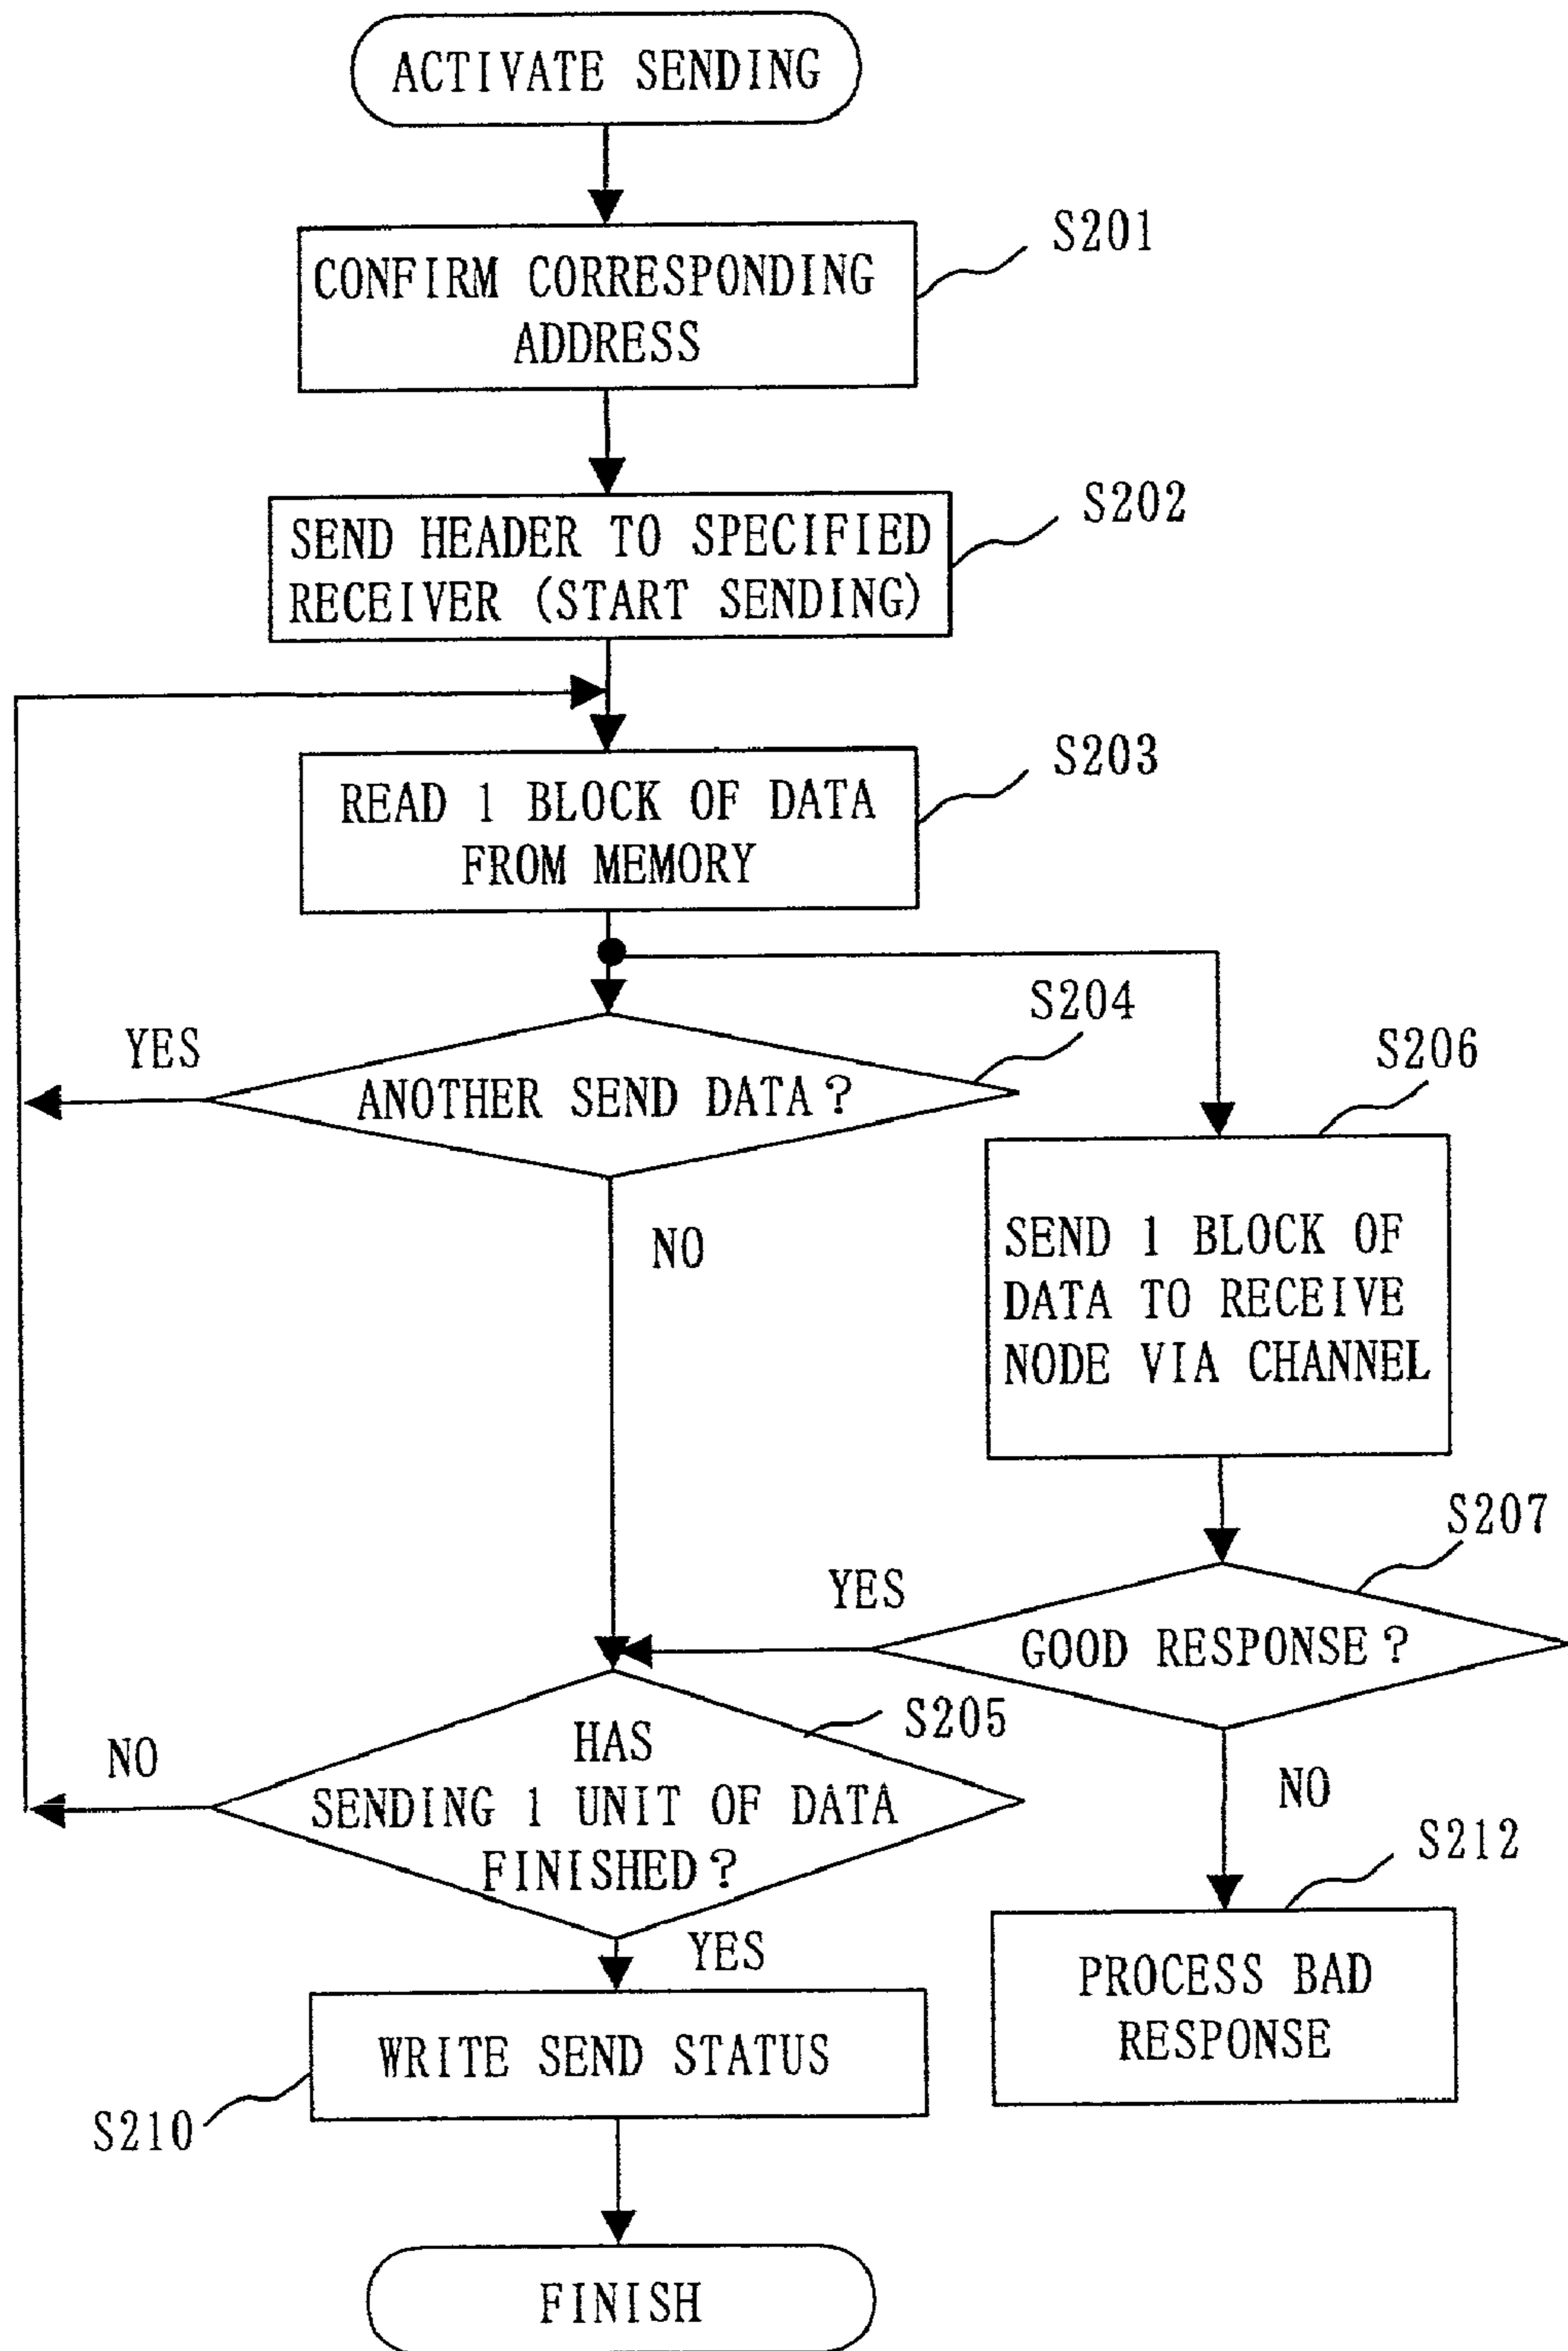 ACTIVATE SENDING
S201
CONFIRM CORRESPONDING
ADDRESS
S202
SEND HEADER TO SPECIFIED
RECEIVER (START SENDING)
S203
READ 1 BLOCK OF DATA
FROM MEMORY
S204
YES
ANOTHER SEND DATA?
S206
NO
SEND 1 BLOCK OF
DATA TO RECEIVE
NODE VIA CHANNEL
S207
YES
GOOD RESPONSE?
S205
NO
HAS
SENDING 1 UNIT OF DATA
FINISHED?
NO
S212
YES
PROCESS BAD
RESPONSE
WRITE SEND STATUS
S210
FINISH